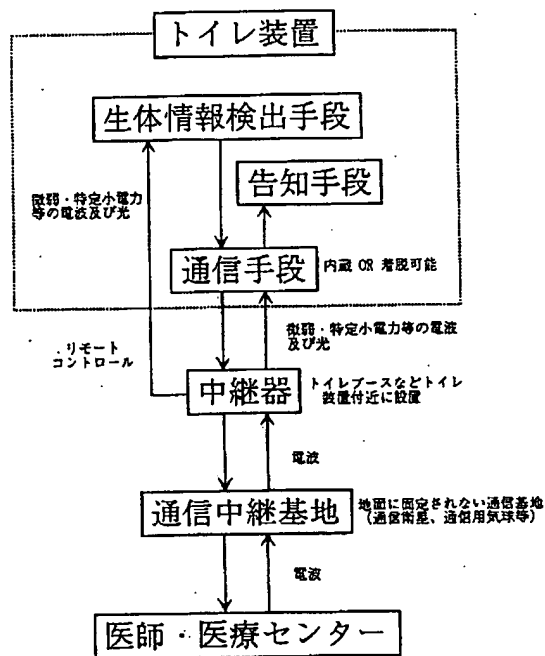 トイレ装置
生体情報検出手段
告知手段
微弱・特定小電力
等の電波及び光
通信手段
内蔵 OR 着脱可能
微弱・特定小電力等の電波
及び光
リモート
コントロール
中継器
トイレブースなどトイレ
装置付近に設置
電波
通信中継基地
地面に固定されない通信基地
(通信衛星、通信用気球等)
電波
医師・医療センター